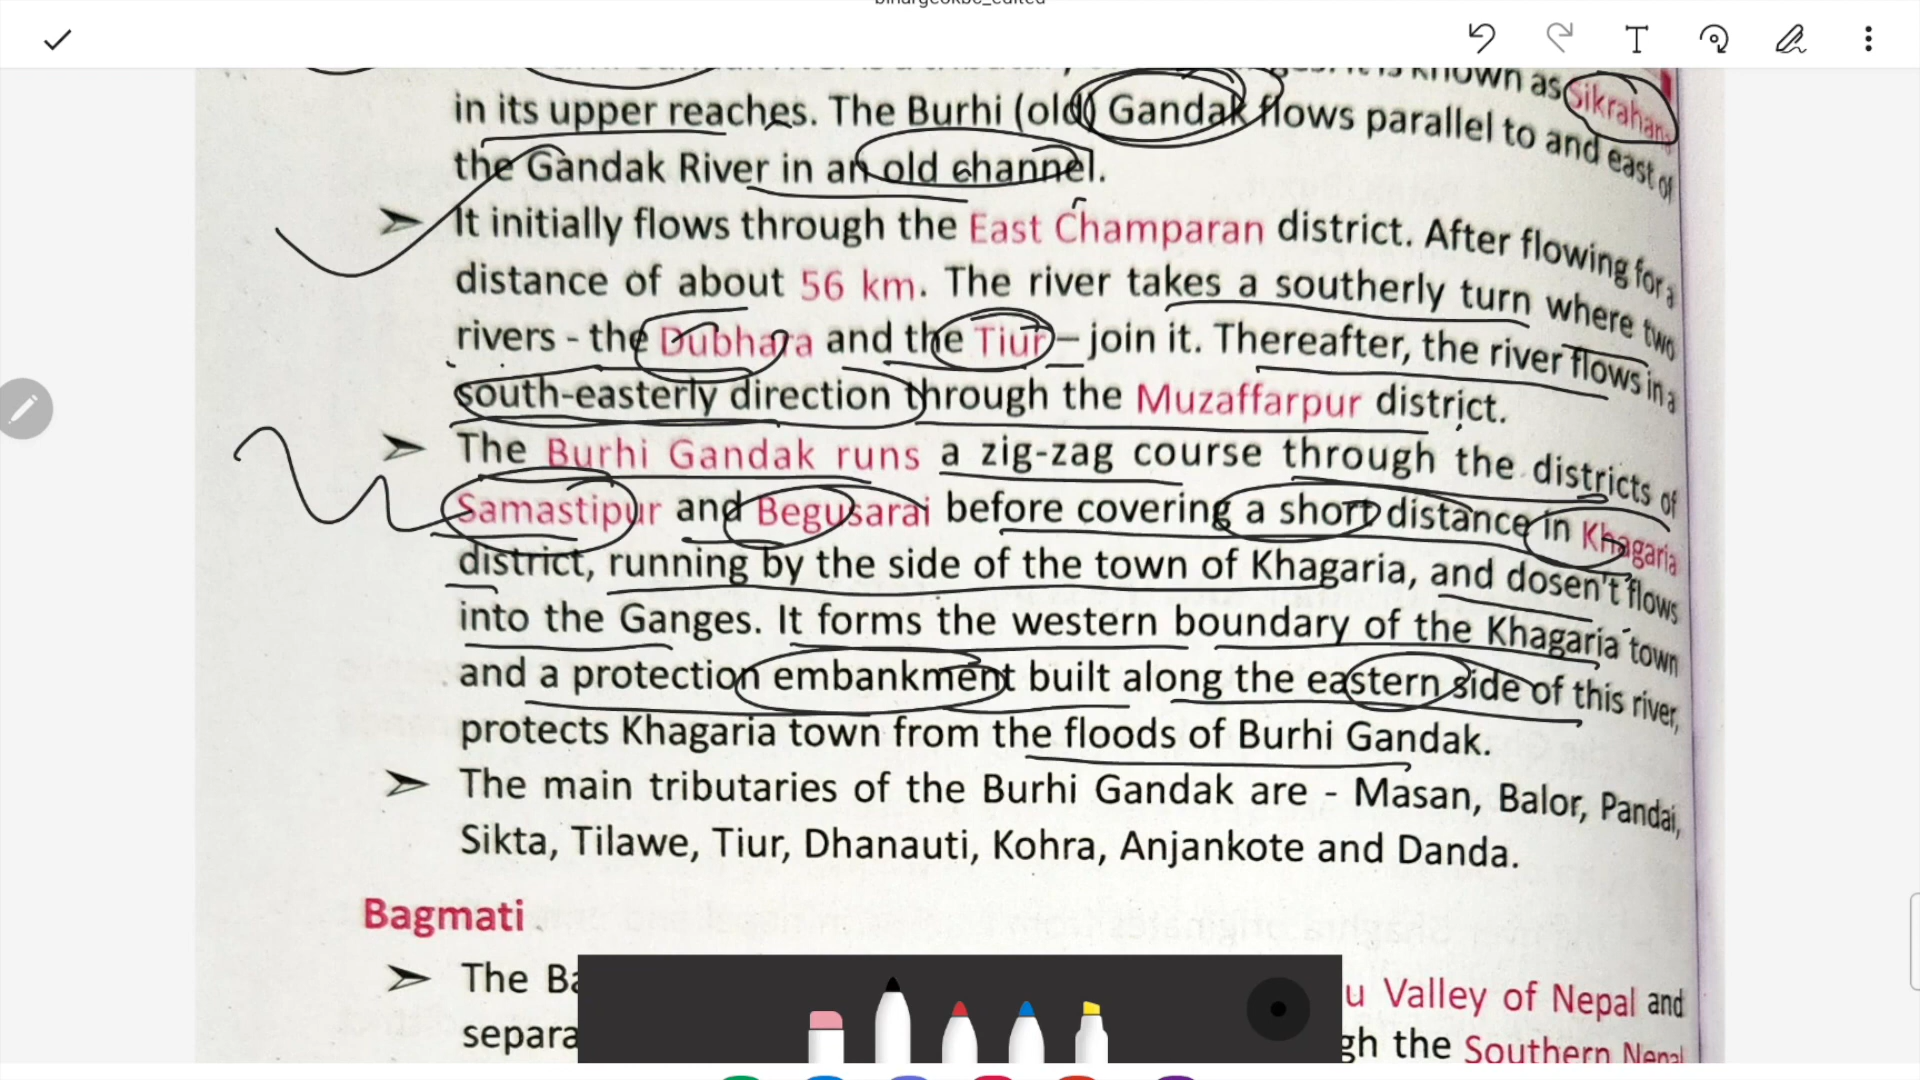 in its upper reaches. The Burhi (old) Gandak flows parallel to and east of
the Gandak River in an old channel.
➤ It initially flows through the East Champaran district. After flowing for a
distance of about 56 km. The river takes a southerly turn where two
rivers - the Dubhara and the Tiur – join it. Thereafter, the river flows in a
south-easterly direction through the Muzaffarpur district.
➤ The Burhi Gandak runs a zig-zag course through the districts of
Samastipur and Begusarai before covering a short distance in Khagaria
district, running by the side of the town of Khagaria, and dosen't flows
into the Ganges. It forms the western boundary of the Khagaria town
and a protection embankment built along the eastern side of this river,
protects Khagaria town from the floods of Burhi Gandak.
➤ The main tributaries of the Burhi Gandak are - Masan, Balor, Pandai,
Sikta, Tilawe, Tiur, Dhanauti, Kohra, Anjankote and Danda.
Bagmati
➤ The Valley of Nepal and
the Southern Nepal